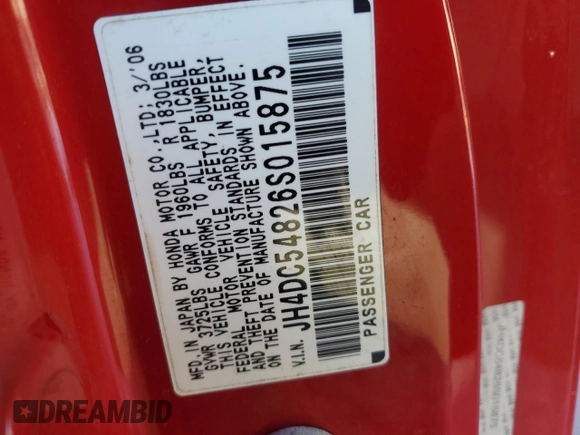 MFD. IN JAPAN BY HONDA MOTOR CO.,LTD; 3/'06
GVWR 3725LBS GAWR F 1960LBS R 1830LBS
THIS VEHICLE CONFORMS TO ALL APPLICABLE
FEDERAL MOTOR VEHICLE SAFETY, BUMPER,
AND THEFT PREVENTION STANDARDS IN EFFECT
ON THE DATE OF MANUFACTURE SHOWN ABOVE.
V.I.N. JH4DC54826S015875
PASSENGER CAR
DREAMBID